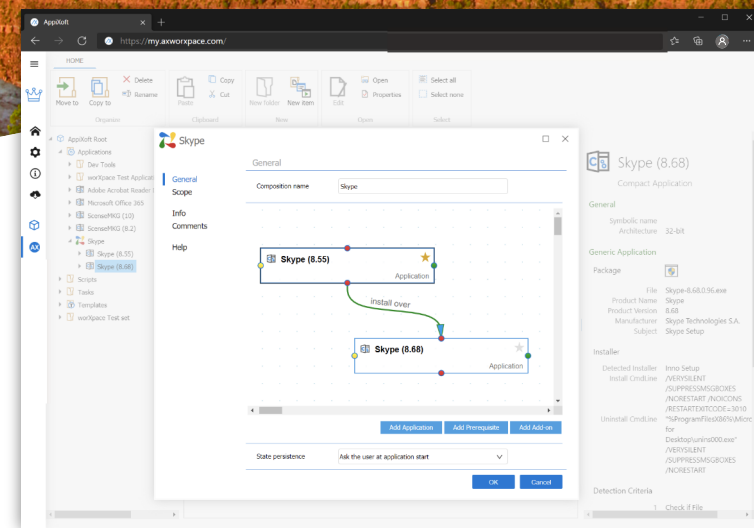 AppiXoft
https://my.axworxpace.com/
HOME
Move to
Copy to
Delete
Rename
Organize
Paste
Copy
Cut
Clipboard
New folder
New item
New
Edit
Open
Properties
Open
Select all
Select none
Select
AppiXoft Root
Applications
Dev Tools
worXpace Test Applicat
Adobe Acrobat Reader
Microsoft Office 365
ScenseMKG (10)
ScenseMKG (8.2)
Skype
Skype (8.55)
Skype (8.68)
Scripts
Tasks
Templates
worXpace Test set
Skype
General
Scope
Info
Comments
Help
General
Composition name
Skype
Skype (8.55)
Application
install over
Skype (8.68)
Application
Add Application
Add Prerequisite
Add Add-on
State persistence
Ask the user at application start
OK
Cancel
Skype (8.68)
Compact Application
General
Symbolic name
Architecture 32-bit
Generic Application
Package
File Skype-8.68.0.96.exe
Product Name Skype
Product Version 8.68
Manufacturer Skype Technologies S.A.
Subject Skype Setup
Installer
Detected Installer Inno Setup
Install CmdLine /VERYSILENT
/SUPPRESSMSGBOXES
/NORESTART /NOICONS
/RESTARTEXITCODE=3010
Uninstall CmdLine "%ProgramFilesX86%\Micrc
for
Desktop\unins000.exe"
/VERYSILENT
/SUPPRESSMSGBOXES
/NORESTART
Detection Criteria
1 Check if File